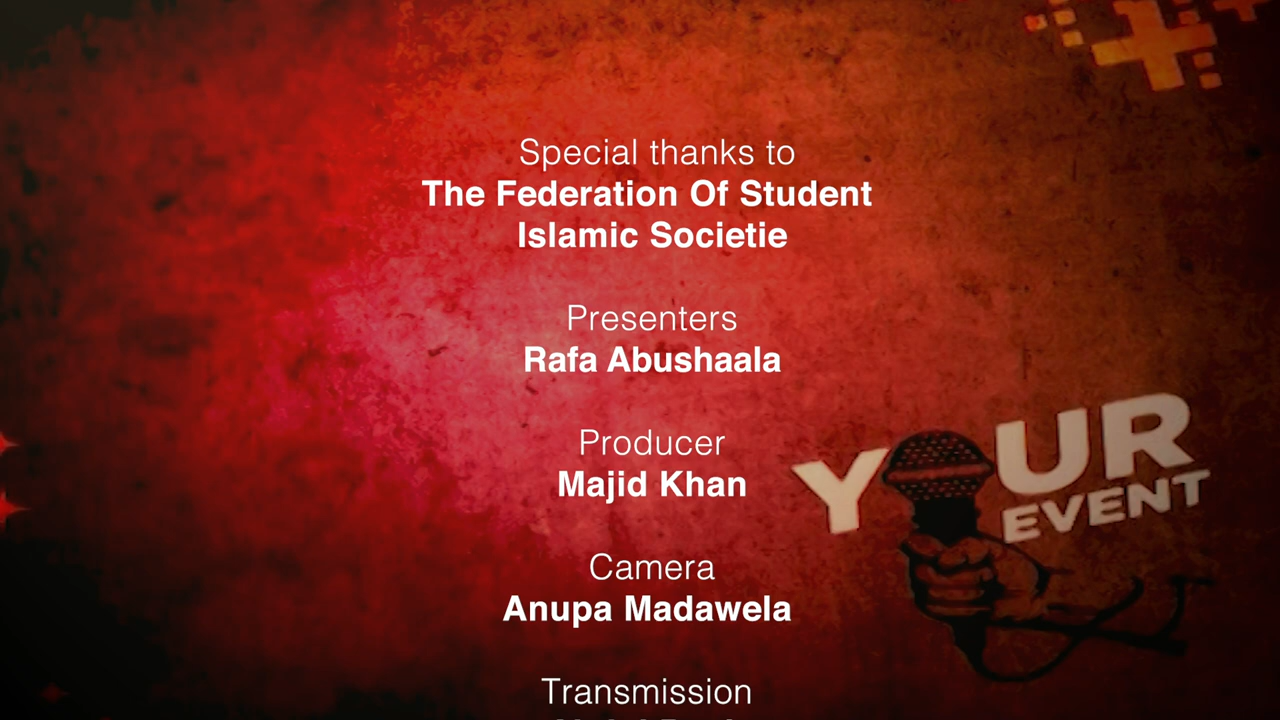 Special thanks to
The Federation Of Student
Islamic Societie
Presenters
Rafa Abushaala
Producer
Majid Khan
YOUR
EVENT
Camera
Anupa Madawela
Transmission